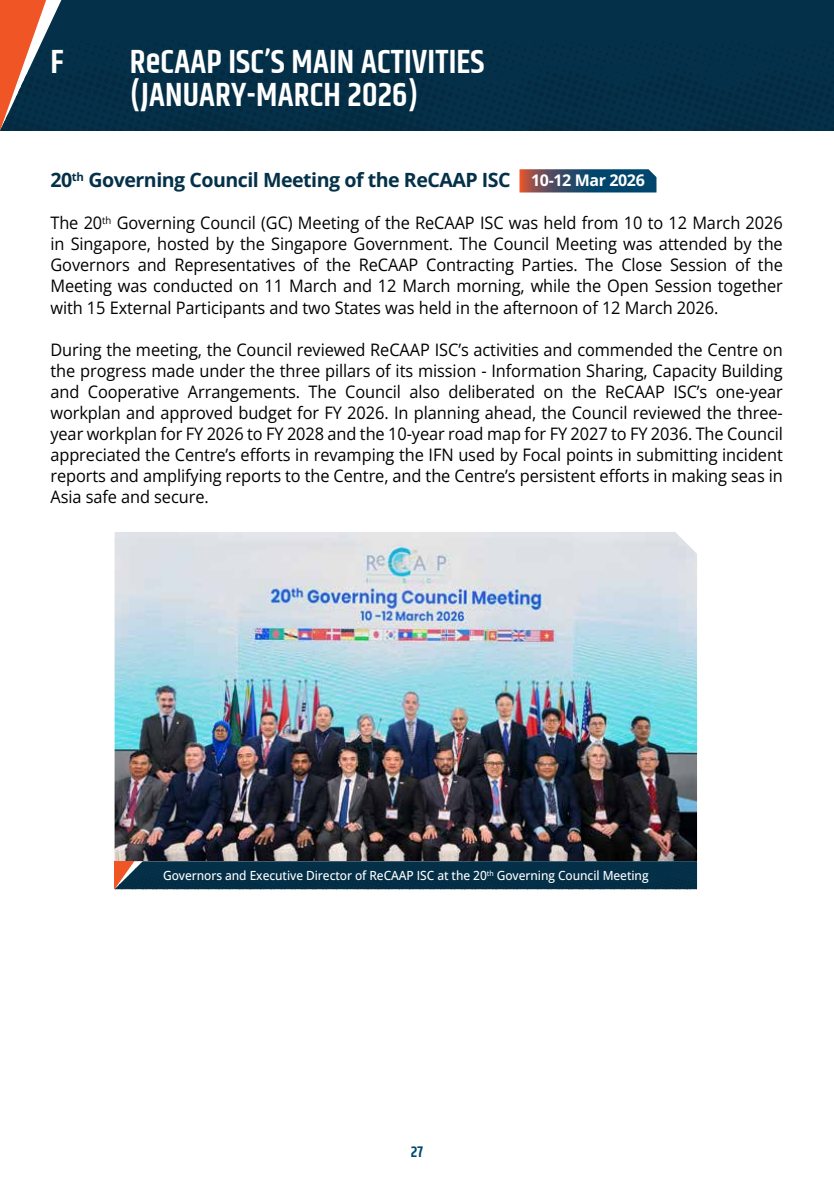 F
ReCAAP ISC'S MAIN ACTIVITIES
(JANUARY-MARCH 2026)
20th Governing Council Meeting of the ReCAAP ISC
10-12 Mar 2026
The 20th Governing Council (GC) Meeting of the ReCAAP ISC was held from 10 to 12 March 2026
in Singapore, hosted by the Singapore Government. The Council Meeting was attended by the
Governors and Representatives of the ReCAAP Contracting Parties. The Close Session of the
Meeting was conducted on 11 March and 12 March morning, while the Open Session together
with 15 External Participants and two States was held in the afternoon of 12 March 2026.
During the meeting, the Council reviewed ReCAAP ISC's activities and commended the Centre on
the progress made under the three pillars of its mission - Information Sharing, Capacity Building
and Cooperative Arrangements. The Council also deliberated on the ReCAAP ISC's one-year
workplan and approved budget for FY 2026. In planning ahead, the Council reviewed the three-
year workplan for FY 2026 to FY 2028 and the 10-year road map for FY 2027 to FY 2036. The Council
appreciated the Centre's efforts in revamping the IFN used by Focal points in submitting incident
reports and amplifying reports to the Centre, and the Centre's persistent efforts in making seas in
Asia safe and secure.
ReCAAP
20th Governing Council Meeting
10 -12 March 2026
Governors and Executive Director of ReCAAP ISC at the 20th Governing Council Meeting
27